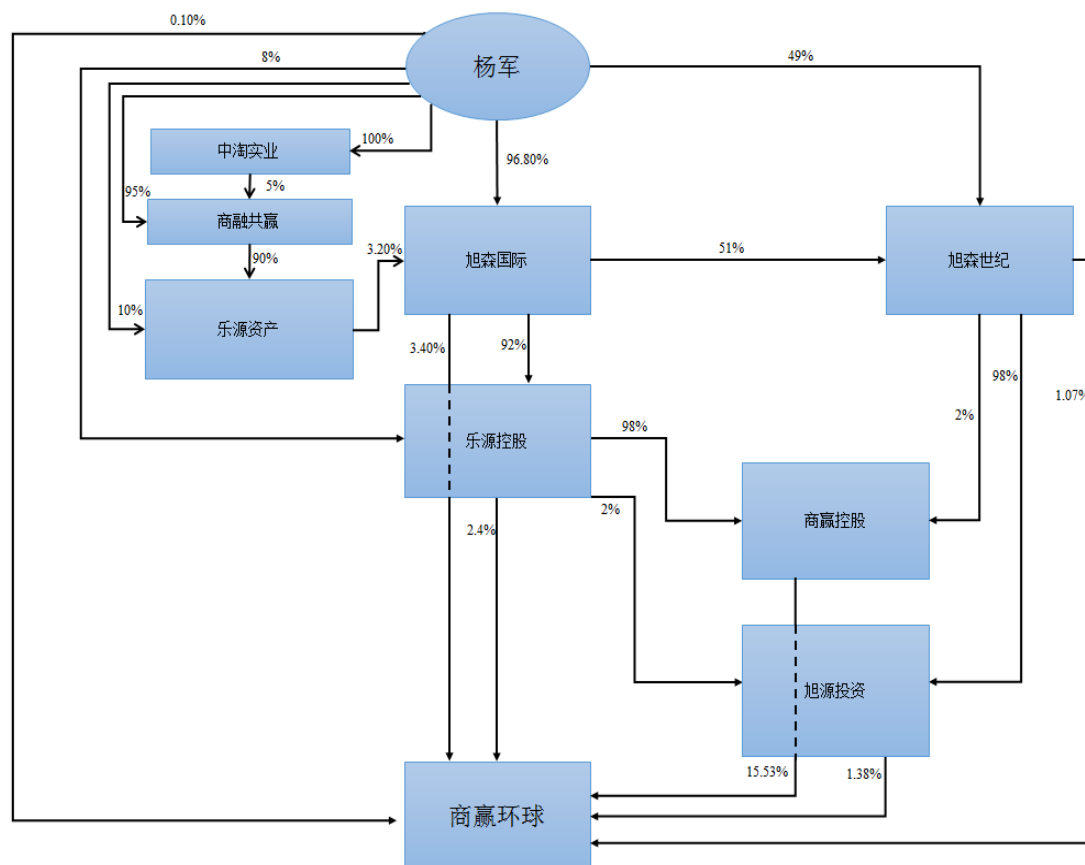 0.10%
8%
杨军
49%
中淘实业
100%
96.80%
5%
95%
商融共赢
3.20%
90%
旭森国际
51%
旭森世纪
10%
乐源资产
3.40%
92%
98%
1.07%
2%
乐源控股
98%
2%
2.4%
商赢控股
旭源投资
15.53%
1.38%
商赢环球